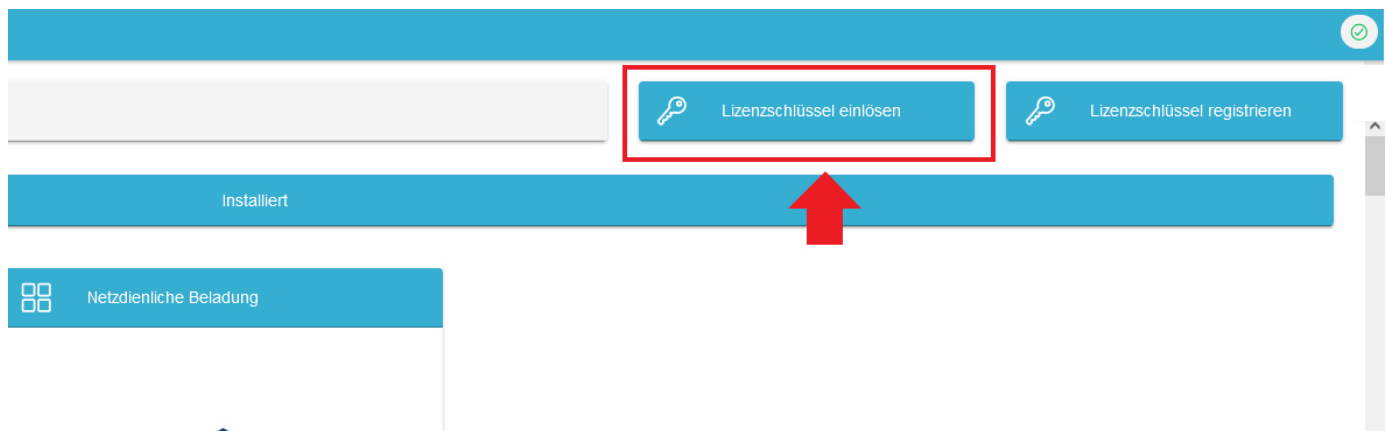 Lizenzschlüssel einlösen
Lizenzschlüssel registrieren
Installiert
Netzdienliche Beladung